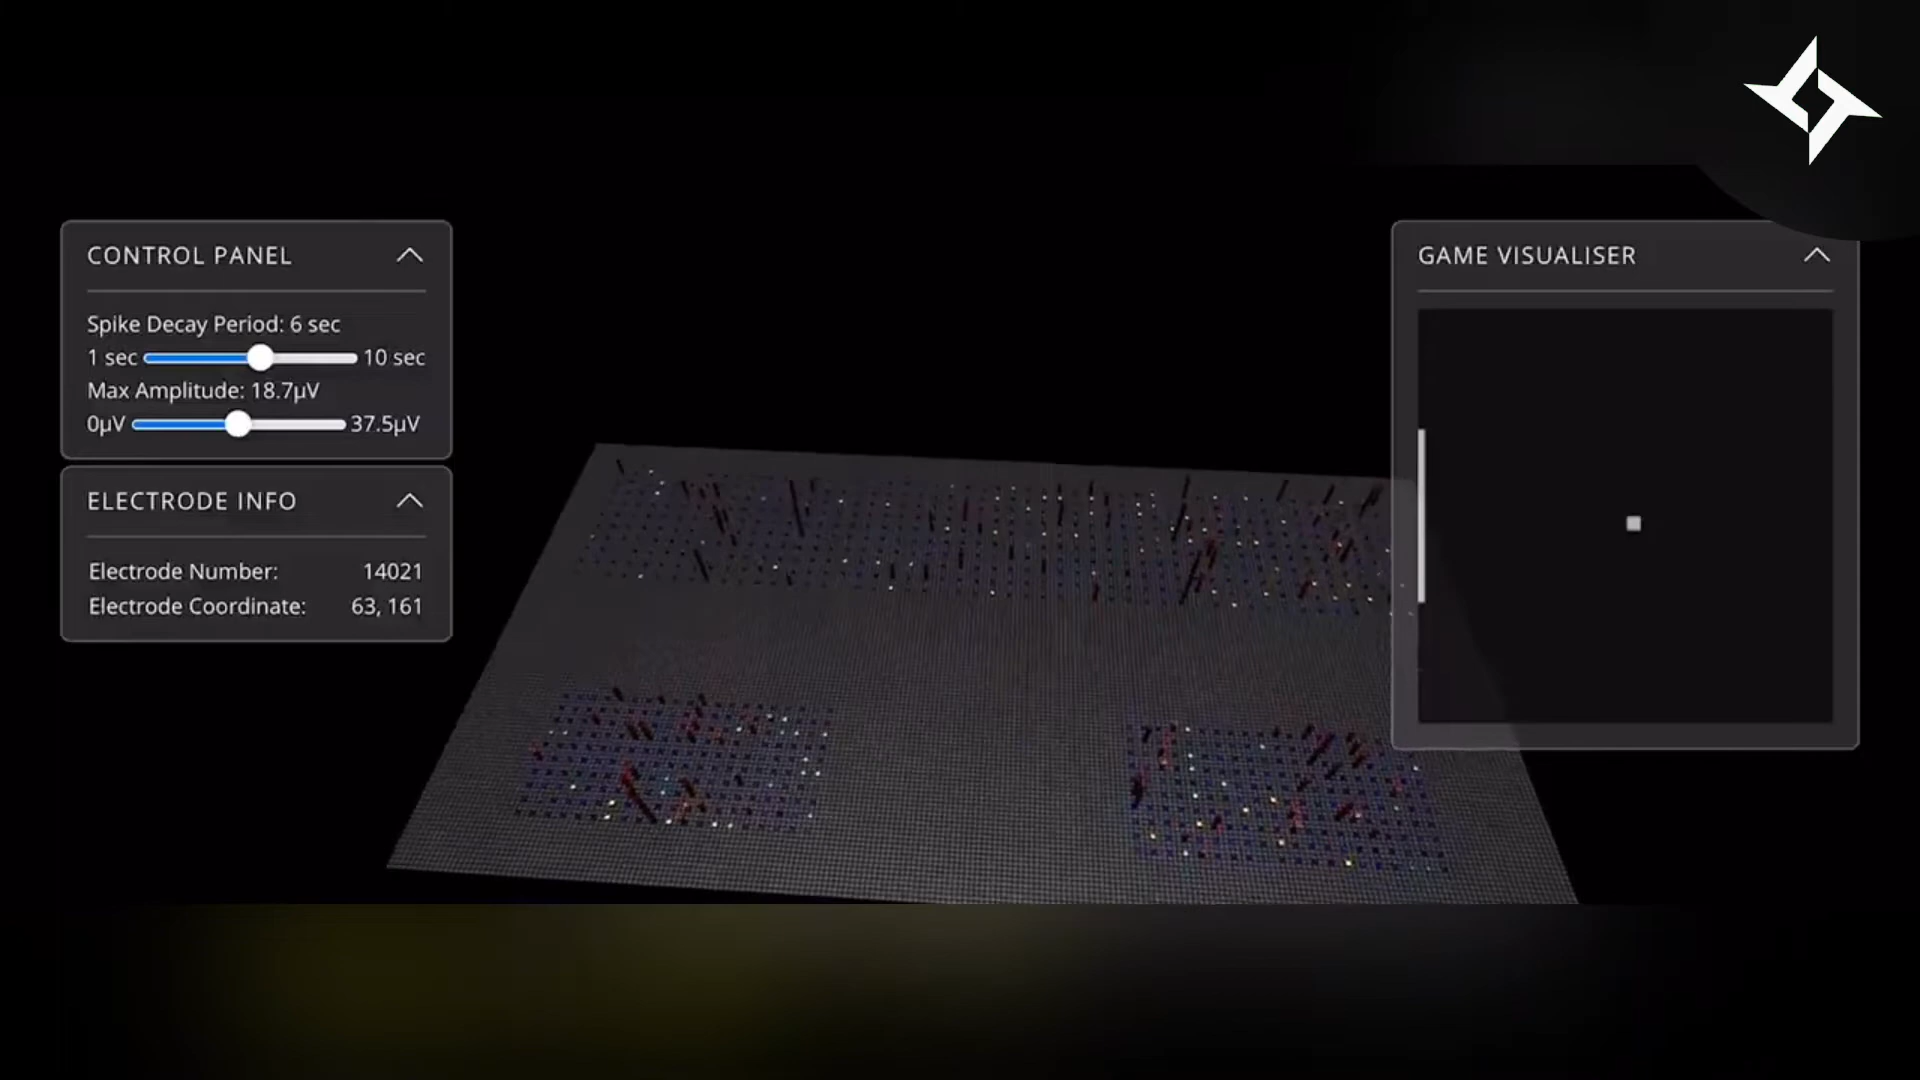 CONTROL PANEL
Spike Decay Period: 6 sec
1 sec 10 sec
Max Amplitude: 18.7µV
0µV 37.5µV
ELECTRODE INFO
Electrode Number: 14021
Electrode Coordinate: 63, 161
GAME VISUALISER